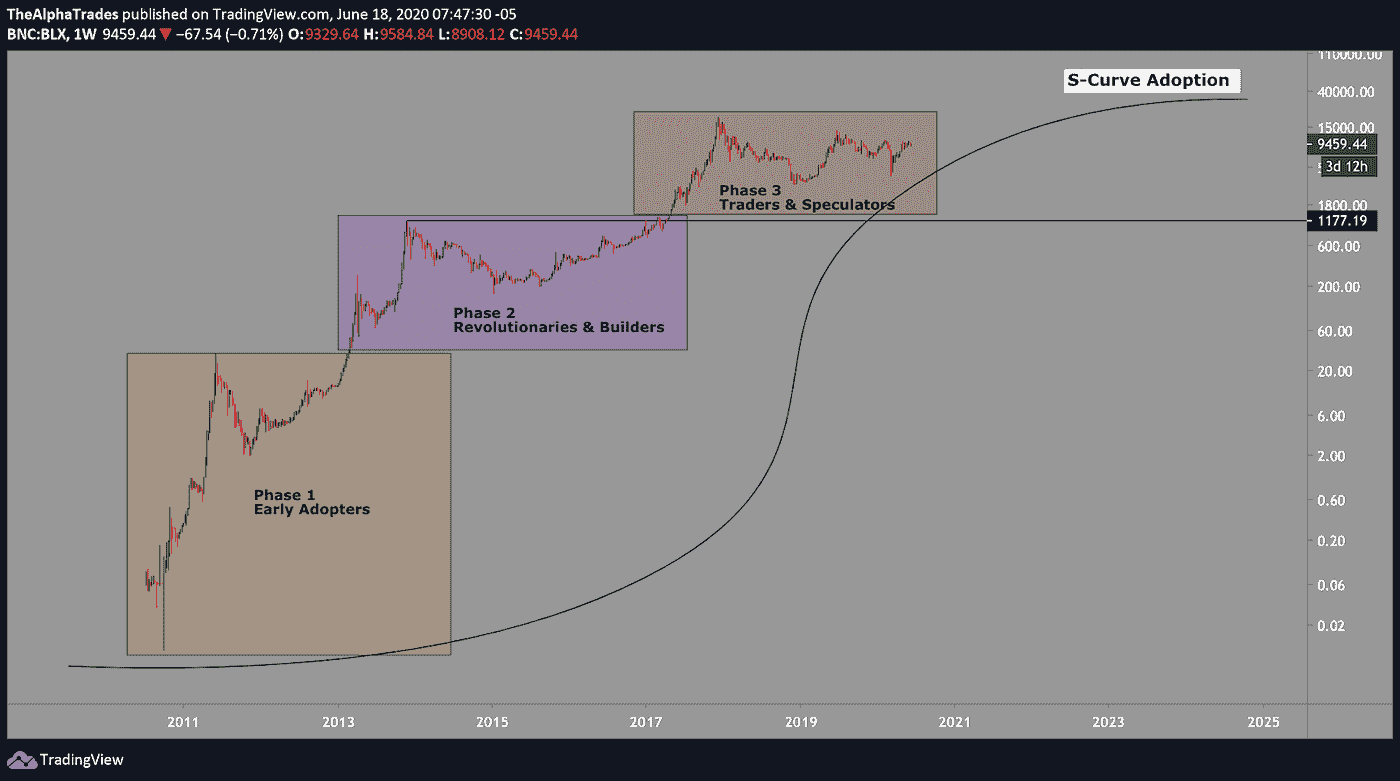 TheAlphaTrades published on TradingView.com, June 18, 2020 07:47:30 -05
BNC:BLX, 1W 9459.44 ▼ −67.54 (−0.71%) O:9329.64 H:9584.84 L:8908.12 C:9459.44
110000.00
S-Curve Adoption
40000.00
15000.00
9459.44
3d 12h
Phase 3
Traders & Speculators
1800.00
1177.19
600.00
200.00
Phase 2
Revolutionaries & Builders
60.00
20.00
6.00
2.00
Phase 1
Early Adopters
0.60
0.20
0.06
0.02
2011 2013 2015 2017 2019 2021 2023 2025
TradingView